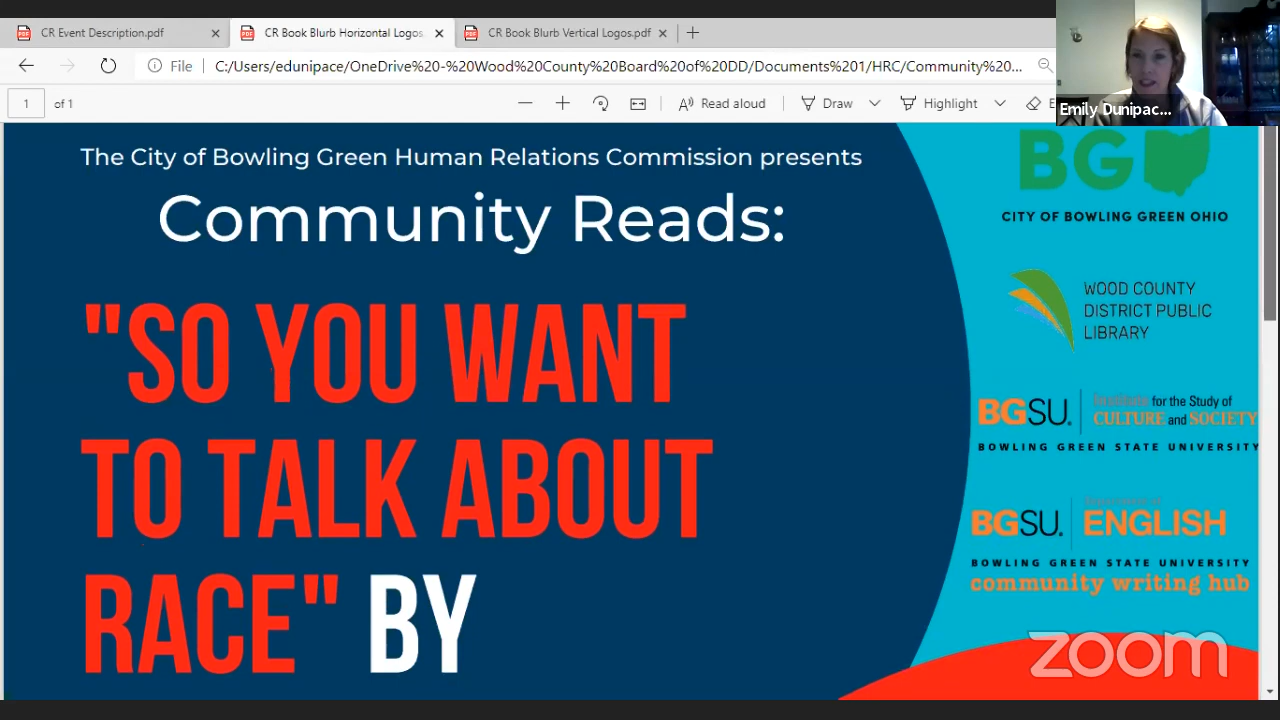 CR Event Description.pdf
CR Book Blurb Horizontal Logos.
CR Book Blurb Vertical Logos.pdf
File
C:/Users/edunipace/OneDrive%20-%20Wood%20County%20Board%20of%20DD/Documents%201/HRC/Community%20...
1
of 1
Read aloud
Draw
Highlight
Emily Dunipac...
The City of Bowling Green Human Relations Commission presents
Community Reads:
"SO YOU WANT
TO TALK ABOUT
RACE" BY
BG
CITY OF BOWLING GREEN OHIO
WOOD COUNTY
DISTRICT PUBLIC
LIBRARY
BGSU.
Institute for the Study of
CULTURE and SOCIETY
BOWLING GREEN STATE UNIVERSITY
BGSU.
Department of
ENGLISH
BOWLING GREEN STATE UNIVERSITY
community writing hub
zoom